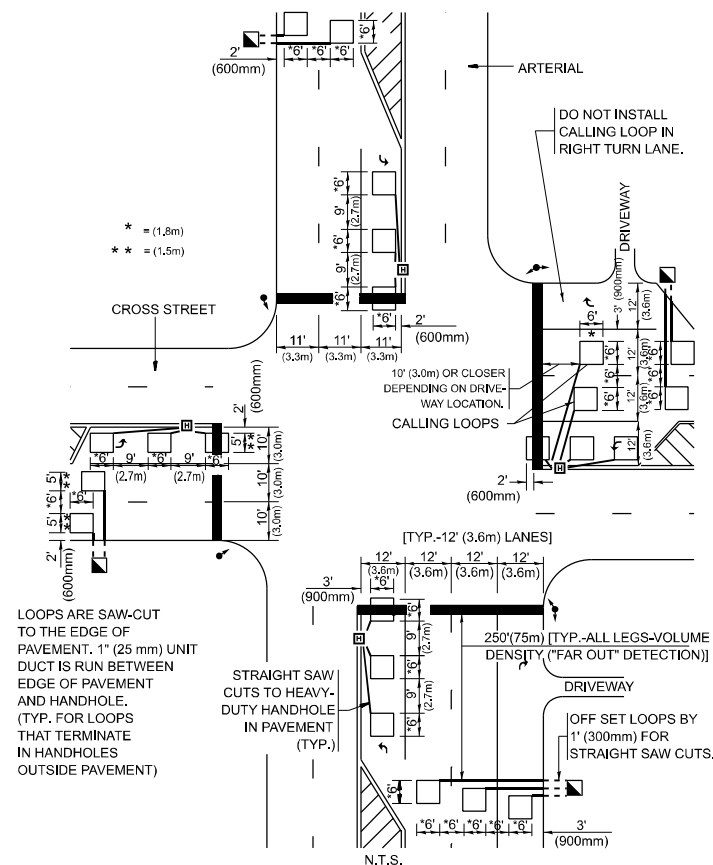 *6'
2'
(600mm)
*6' *6' *6'
ARTERIAL
DO NOT INSTALL
CALLING LOOP IN
RIGHT TURN LANE.
* = (1.8m)
* * = (1.5m)
*6'
9'
(2.7m)
*6'
9'
(2.7m)
*6'
H
*6'
2'
(600mm)
11' 11' 11'
(3.3m) (3.3m) (3.3m)
CROSS STREET
DRIVEWAY
3' (900mm)
12'
(3.6m)
6'
*
10' (3.0m) OR CLOSER
DEPENDING ON DRIVE-
WAY LOCATION.
CALLING LOOPS
*6' *6' *6'
12'
(3.6m)
12'
(3.6m)
*6' *6' *6'
H
2'
(600mm)
2'
(600mm)
H
5'
* *
10'
(3.0m)
10'
(3.0m)
10'
(3.0m)
*6' 9' *6' 9' *6'
(2.7m) (2.7m)
5'
* *
*6'
*6'
5'
* *
2'
(600mm)
[TYP.-12' (3.6m) LANES]
12' 12' 12' 12'
(3.6m) (3.6m) (3.6m) (3.6m)
3'
(900mm)
*6'
*6'
9'
(2.7m)
*6'
9'
(2.7m)
*6'
H
250'(75m) [TYP.-ALL LEGS-VOLUME
DENSITY ("FAR OUT" DETECTION)]
DRIVEWAY
LOOPS ARE SAW-CUT
TO THE EDGE OF
PAVEMENT. 1" (25 mm) UNIT
DUCT IS RUN BETWEEN
EDGE OF PAVEMENT
AND HANDHOLE.
(TYP. FOR LOOPS
THAT TERMINATE
IN HANDHOLES
OUTSIDE PAVEMENT)
STRAIGHT SAW
CUTS TO HEAVY-
DUTY HANDHOLE
IN PAVEMENT
(TYP.)
OFF SET LOOPS BY
1' (300mm) FOR
STRAIGHT SAW CUTS.
*6'
*6' *6' *6' *6' *6'
3'
(900mm)
N.T.S.